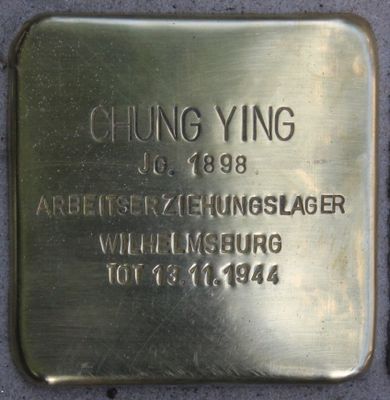 CHUNG YING
JG. 1898
ARBEITSERZIEHUNGSLAGER
WILHELMSBURG
TOT 13.11.1944